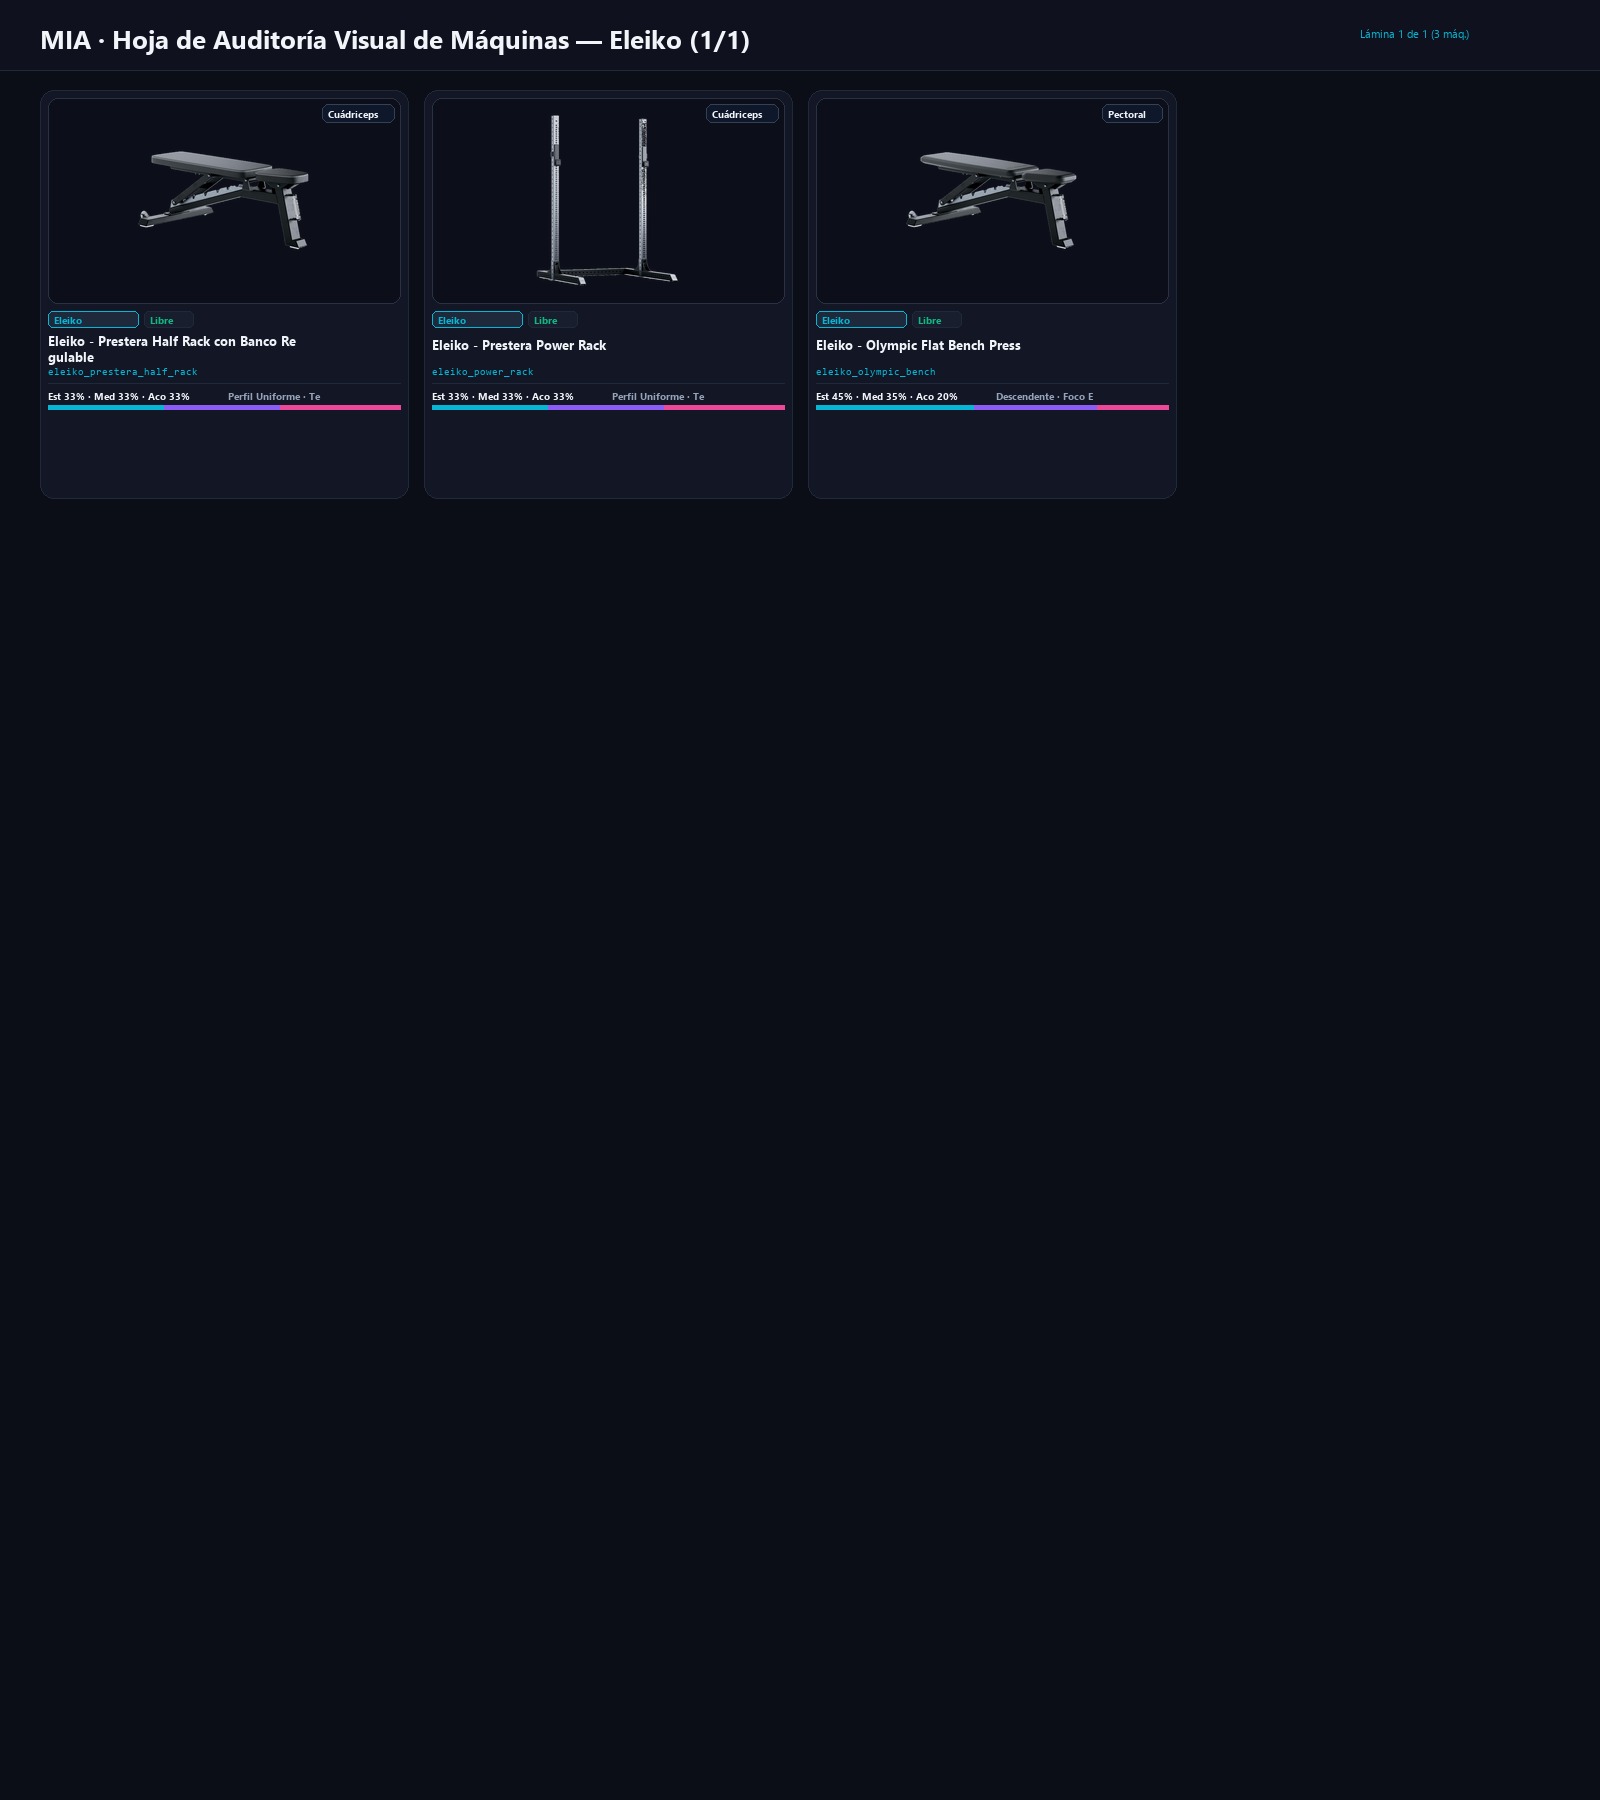 MIA · Hoja de Auditoría Visual de Máquinas — Eleiko (1/1)
Lámina 1 de 1 (3 máq.)
Cuádriceps
Eleiko
Libre
Eleiko - Prestera Half Rack con Banco Re
gulable
eleiko_prestera_half_rack
Est 33% · Med 33% · Aco 33%
Perfil Uniforme · Te
Cuádriceps
Eleiko
Libre
Eleiko - Prestera Power Rack
eleiko_power_rack
Est 33% · Med 33% · Aco 33%
Perfil Uniforme · Te
Pectoral
Eleiko
Libre
Eleiko - Olympic Flat Bench Press
eleiko_olympic_bench
Est 45% · Med 35% · Aco 20%
Descendente · Foco E